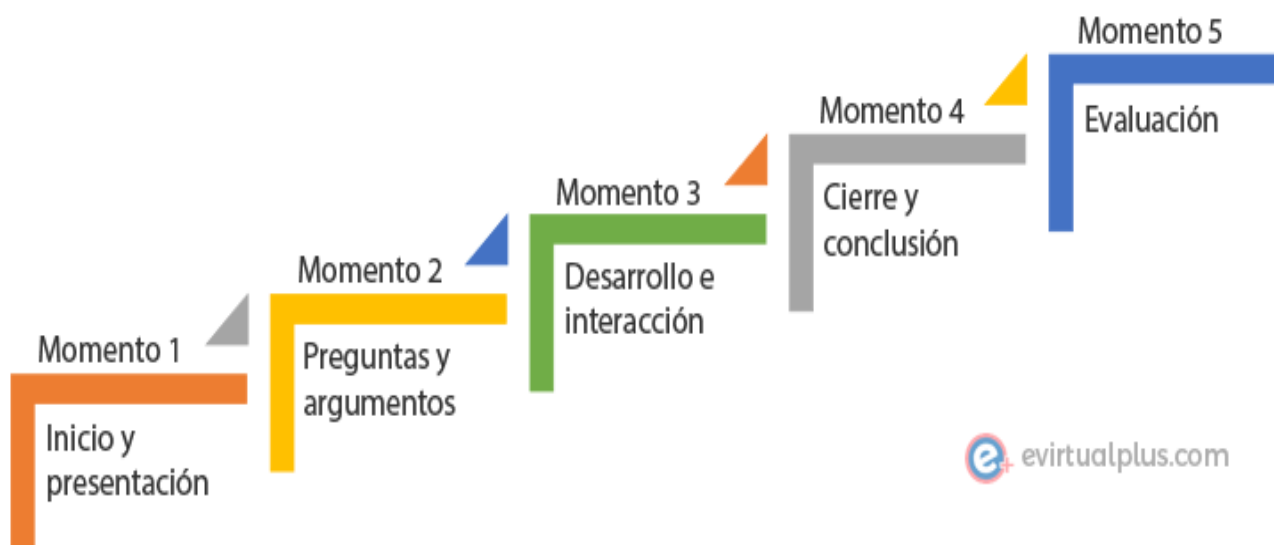 Momento 1
Inicio y
presentación
Momento 2
Preguntas y
argumentos
Momento 3
Desarrollo e
interacción
Momento 4
Cierre y
conclusión
Momento 5
Evaluación
e+ evirtualplus.com